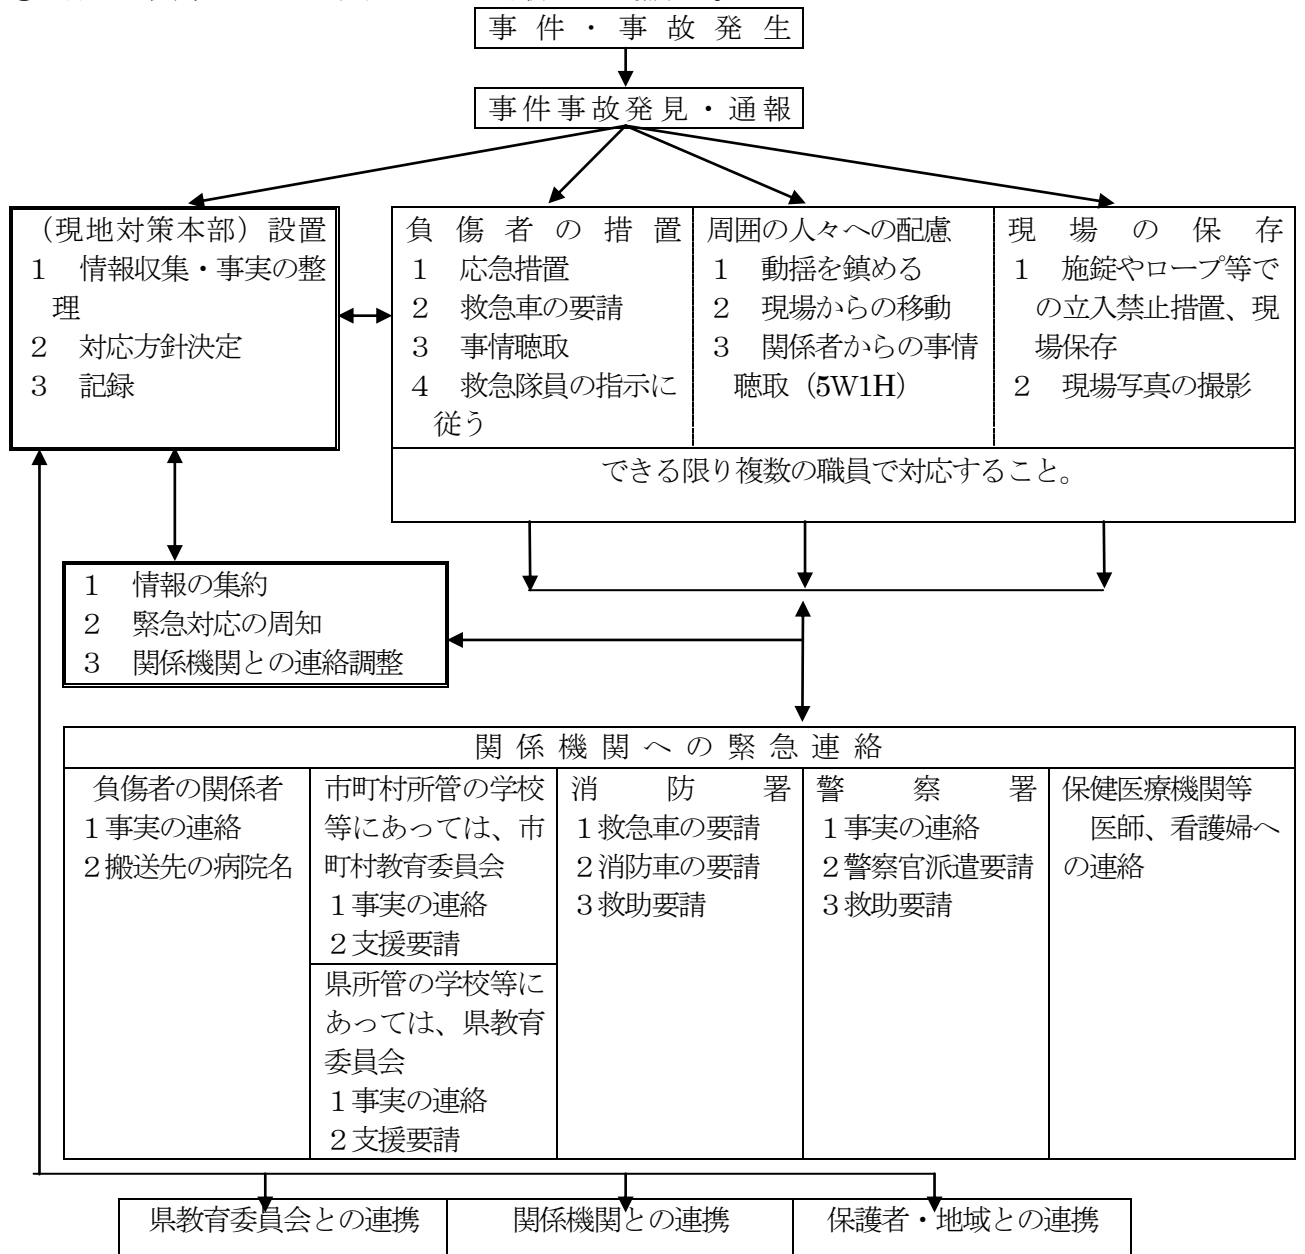 事件・事故発生
事件事故発見・通報
（現地対策本部）設置
１　情報収集・事実の整
理
２　対応方針決定
３　記録
負傷者の措置
１　応急措置
２　救急車の要請
３　事情聴取
４　救急隊員の指示に
従う
周囲の人々への配慮
１　動揺を鎮める
２　現場からの移動
３　関係者からの事情
聴取（5W1H）
現場の保存
１　施錠やロープ等で
の立入禁止措置、現
場保存
２　現場写真の撮影
できる限り複数の職員で対応すること。
１　情報の集約
２　緊急対応の周知
３　関係機関との連絡調整
関係機関への緊急連絡
負傷者の関係者
１事実の連絡
２搬送先の病院名
市町村所管の学校
等にあっては、市
町村教育委員会
１事実の連絡
２支援要請
県所管の学校等に
あっては、県教育
委員会
１事実の連絡
２支援要請
消防署
１救急車の要請
２消防車の要請
３救助要請
警察署
１事実の連絡
２警察官派遣要請
３救助要請
保健医療機関等
医師、看護婦へ
の連絡
県教育委員会との連携
関係機関との連携
保護者・地域との連携